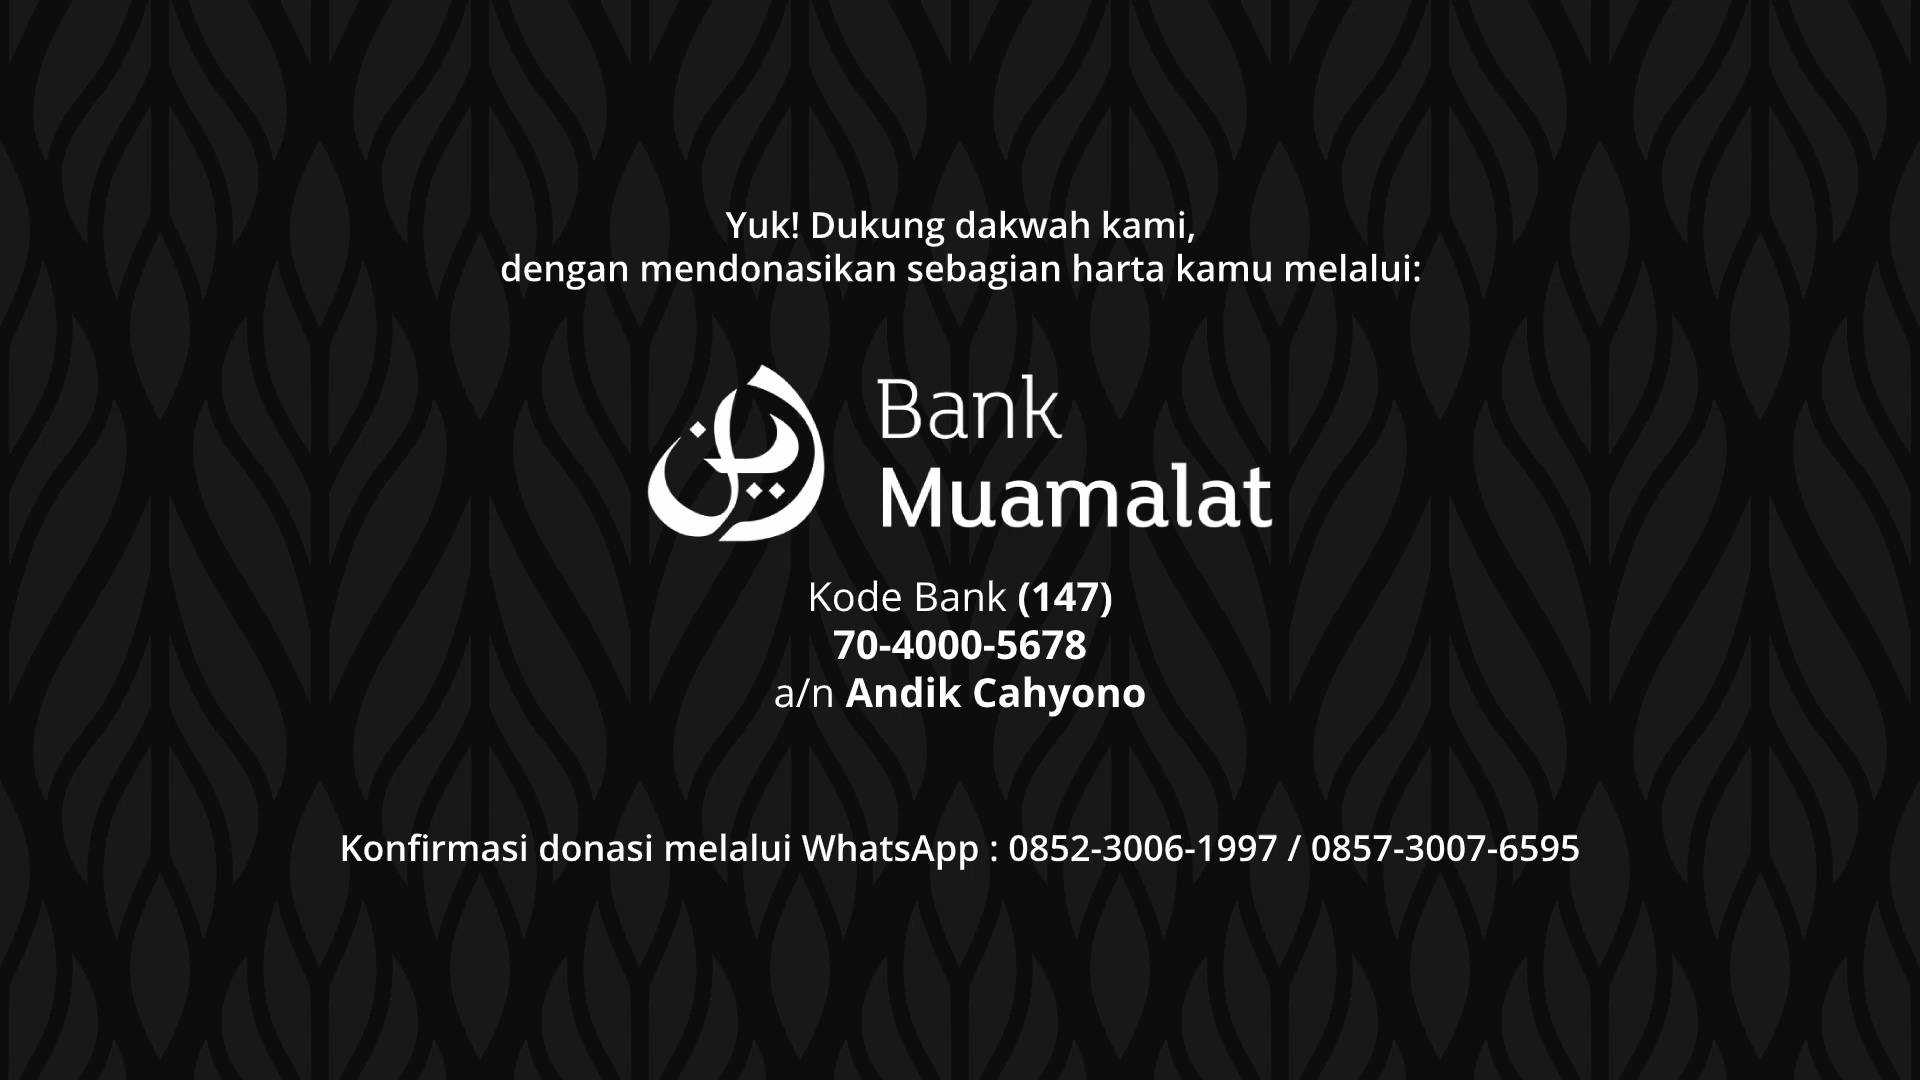 Yuk! Dukung dakwah kami,
dengan mendonasikan sebagian harta kamu melalui:
Bank
Muamalat
Kode Bank (147)
70-4000-5678
a/n Andik Cahyono
Konfirmasi donasi melalui WhatsApp : 0852-3006-1997 / 0857-3007-6595